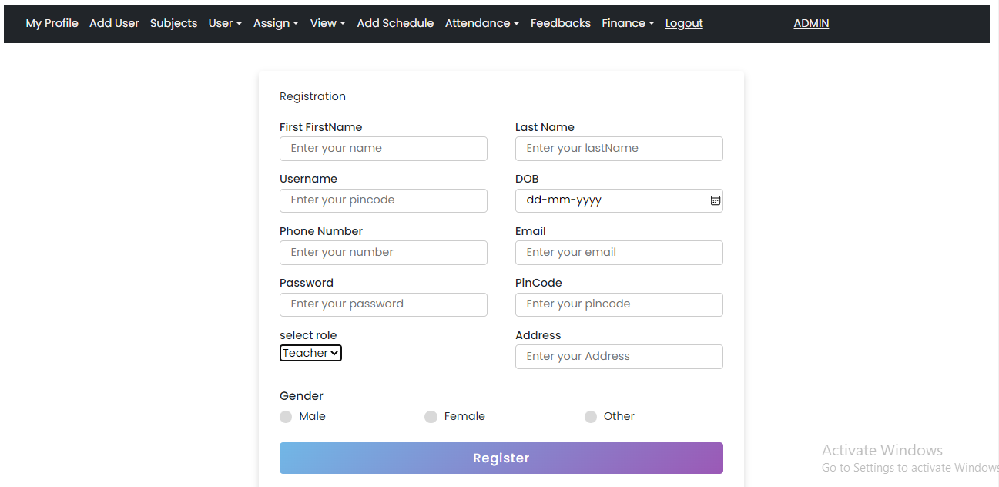 My Profile Add User Subjects User Assign View Add Schedule Attendance Feedbacks Finance Logout ADMIN
Registration
First FirstName Last Name
Enter your name Enter your lastName
Username DOB
Enter your pincode dd-mm-yyyy
Phone Number Email
Enter your number Enter your email
Password PinCode
Enter your password Enter your pincode
select role Address
Teacher Enter your Address
Gender
Male Female Other
Register
Activate Windows
Go to Settings to activate Windows